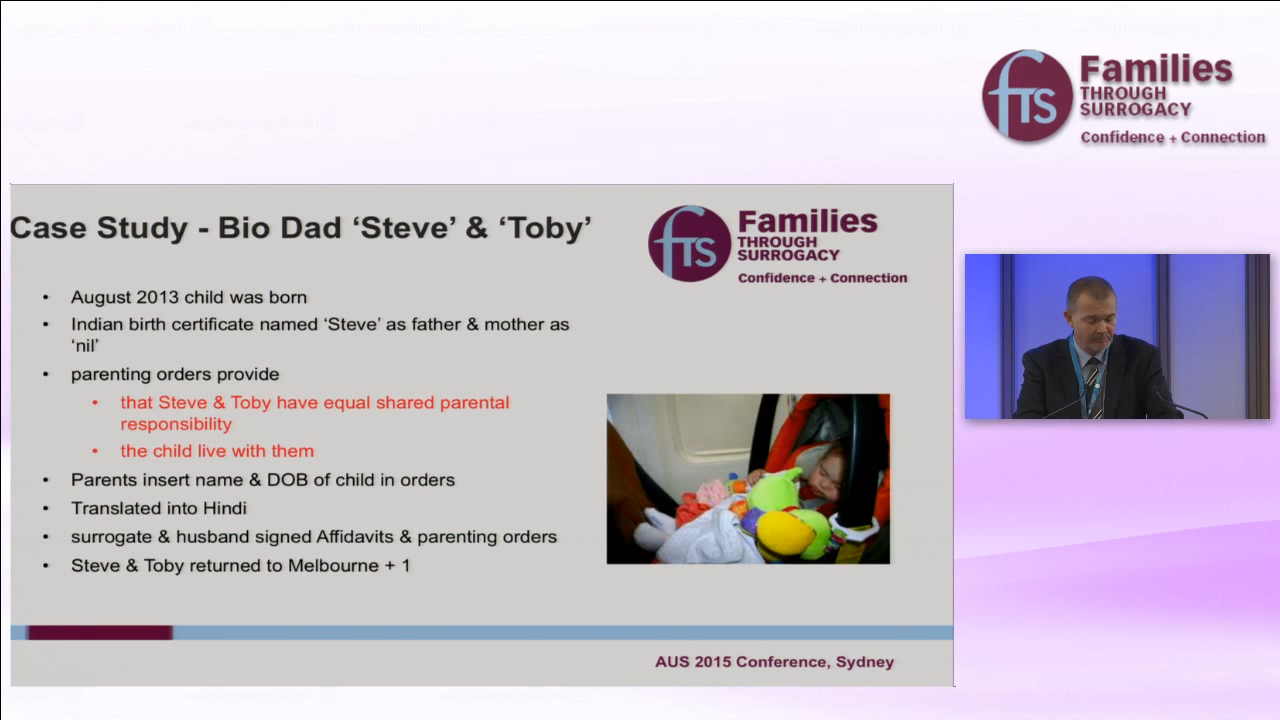 Families
THROUGH
SURROGACY
Confidence + Connection
fTS
Case Study - Bio Dad ‘Steve’ & ‘Toby’
Families
THROUGH
SURROGACY
Confidence + Connection
fTS
• August 2013 child was born
• Indian birth certificate named ‘Steve’ as father & mother as
‘nil’
• parenting orders provide
• that Steve & Toby have equal shared parental
responsibility
• the child live with them
• Parents insert name & DOB of child in orders
• Translated into Hindi
• surrogate & husband signed Affidavits & parenting orders
• Steve & Toby returned to Melbourne + 1
AUS 2015 Conference, Sydney